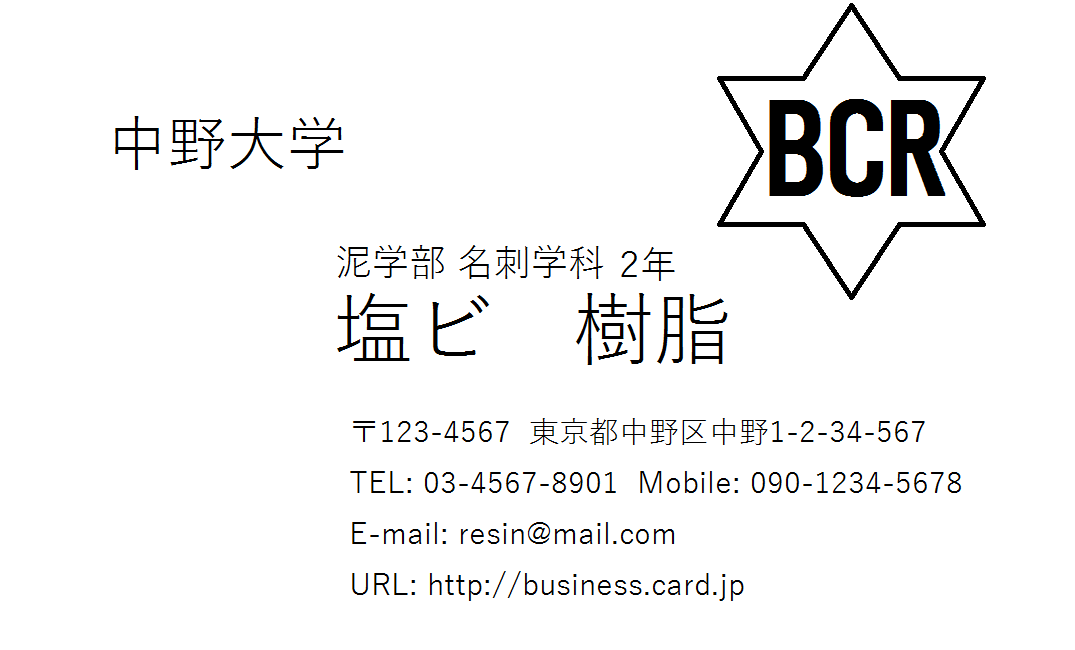 中野大学
BCR
泥学部 名刺学科 2年
塩ビ　樹脂
〒123-4567 東京都中野区中野1-2-34-567
TEL: 03-4567-8901 Mobile: 090-1234-5678
E-mail: resin@mail.com
URL: http://business.card.jp